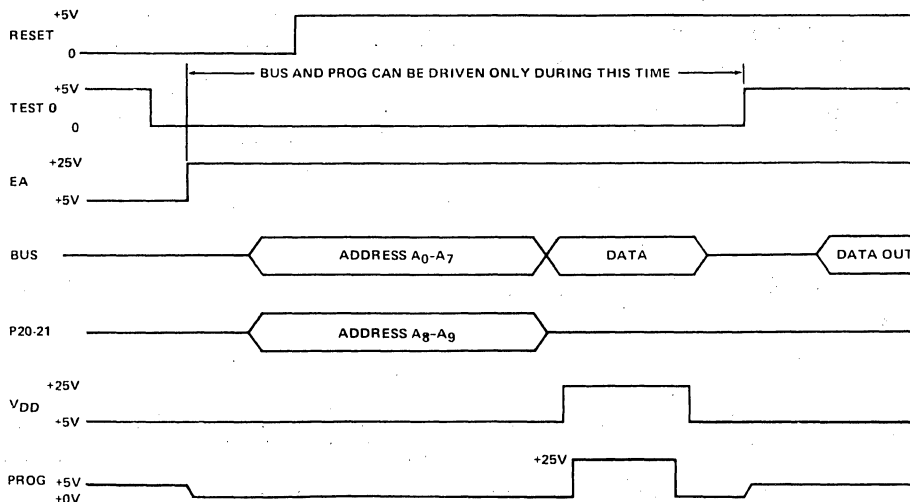 +5V
RESET
0
BUS AND PROG CAN BE DRIVEN ONLY DURING THIS TIME
+5V
TEST 0
0
+25V
EA
+5V
BUS
ADDRESS A0-A7
DATA
DATA OUT
P20-21
ADDRESS A8-A9
+25V
VDD
+5V
+25V
PROG
+5V
+0V